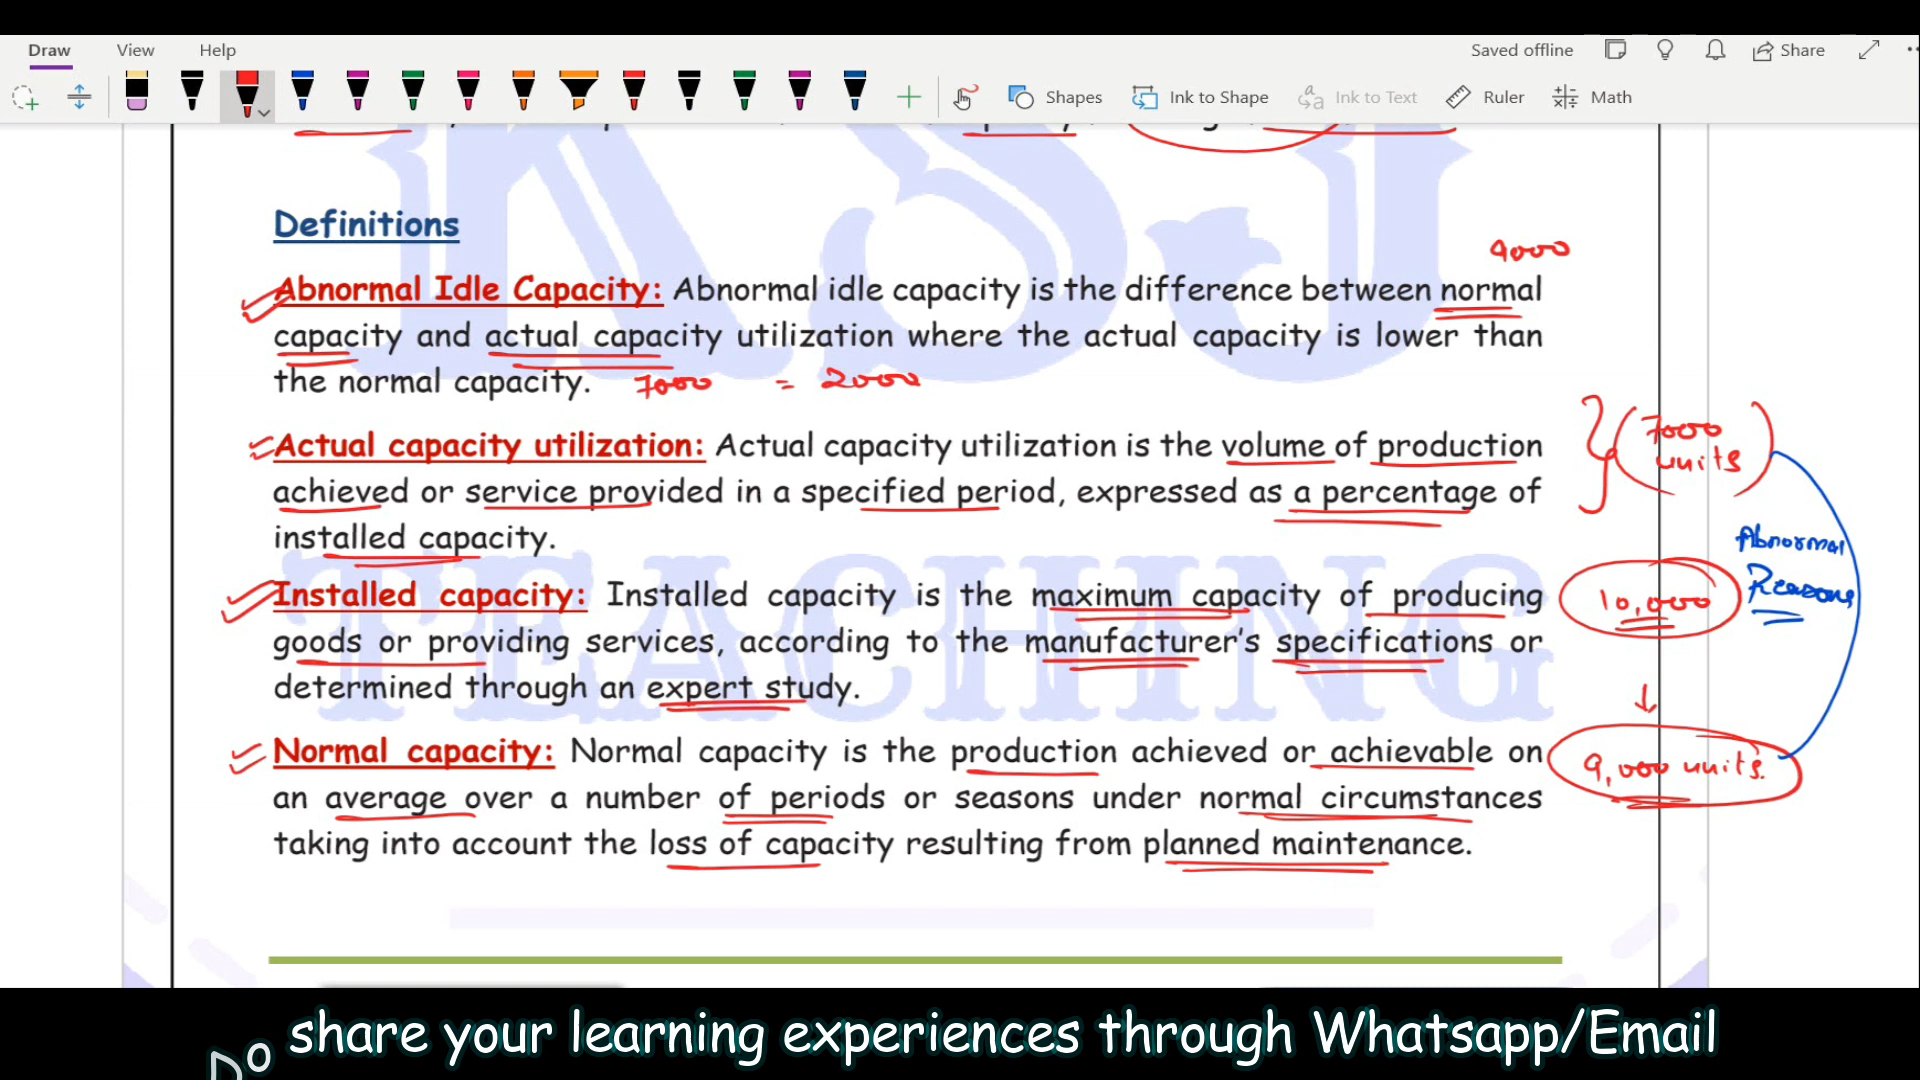 Draw View Help Saved offline Share
Shapes Ink to Shape Ink to Text Ruler Math
Definitions
9000
Abnormal Idle Capacity: Abnormal idle capacity is the difference between normal
capacity and actual capacity utilization where the actual capacity is lower than
the normal capacity. 7000 = 2000
Actual capacity utilization: Actual capacity utilization is the volume of production
achieved or service provided in a specified period, expressed as a percentage of
installed capacity.
7000
units
Abnormal
Reasons
Installed capacity: Installed capacity is the maximum capacity of producing
goods or providing services, according to the manufacturer's specifications or
determined through an expert study.
10,000
Normal capacity: Normal capacity is the production achieved or achievable on
an average over a number of periods or seasons under normal circumstances
taking into account the loss of capacity resulting from planned maintenance.
9,000 units.
KSJ
TEACHING
Do share your learning experiences through Whatsapp/Email